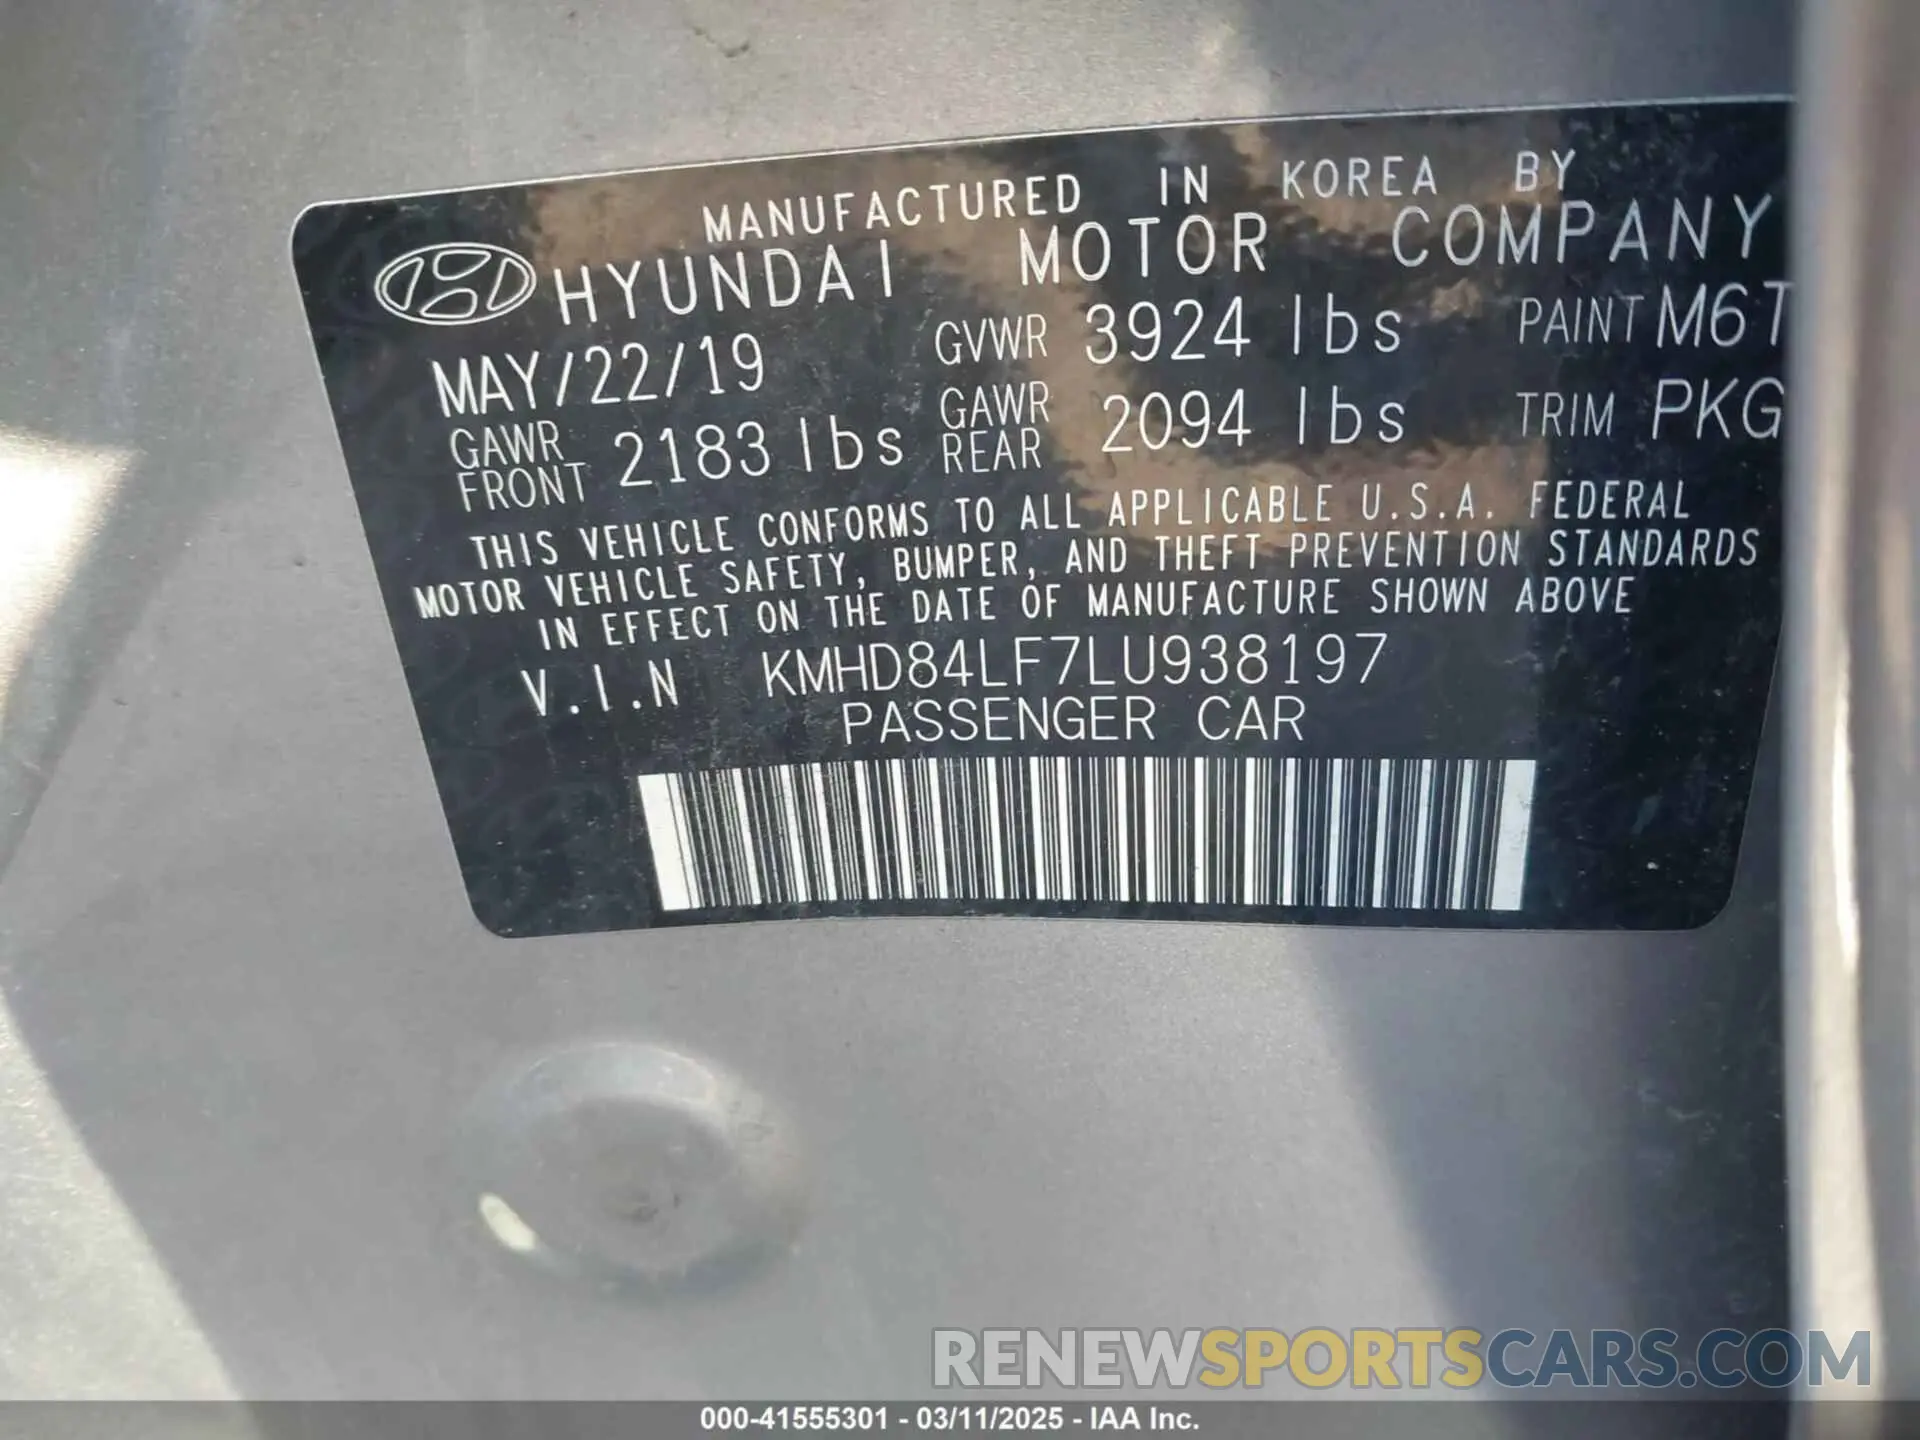 MANUFACTURED IN KOREA BY
HYUNDAI MOTOR COMPANY
MAY/22/19 GVWR 3924 lbs PAINT M6T
GAWR FRONT 2183 lbs GAWR REAR 2094 lbs TRIM PKG
THIS VEHICLE CONFORMS TO ALL APPLICABLE U.S.A. FEDERAL
MOTOR VEHICLE SAFETY, BUMPER, AND THEFT PREVENTION STANDARDS
IN EFFECT ON THE DATE OF MANUFACTURE SHOWN ABOVE
V.I.N KMHD84LF7LU938197
PASSENGER CAR
RENEWSPORTSCARS.COM
000-41555301 - 03/11/2025 - IAA Inc.